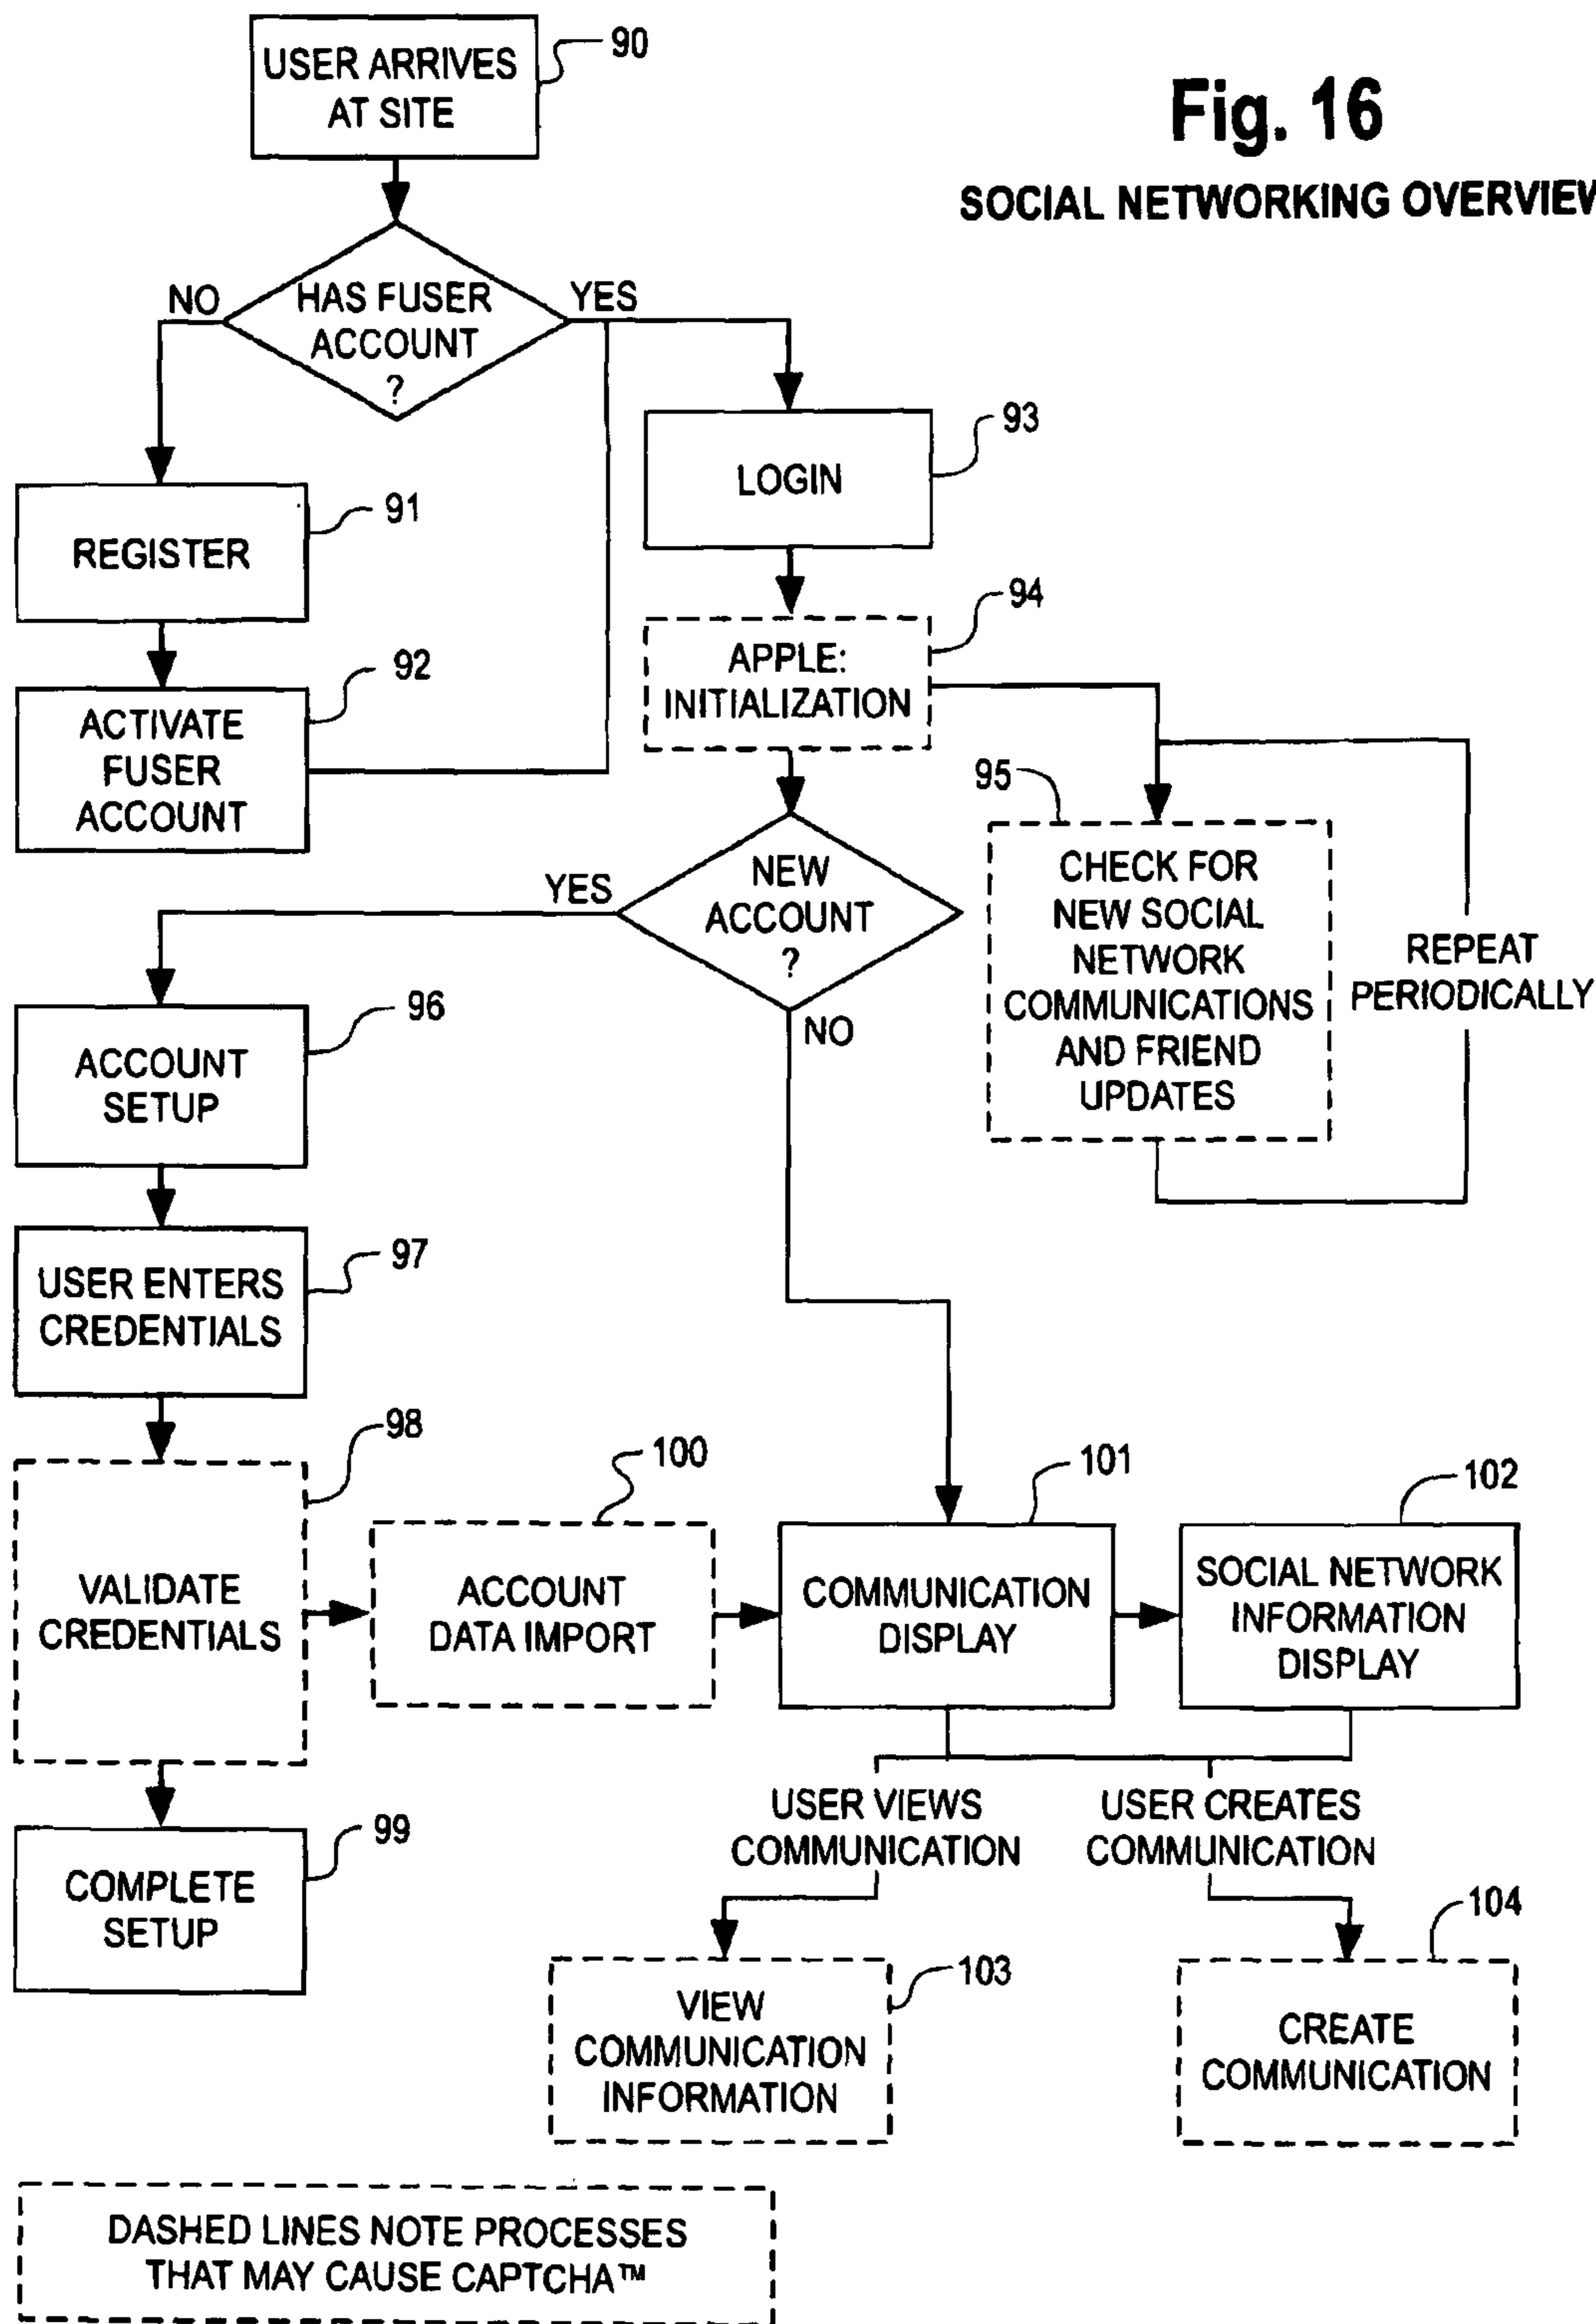 USER ARRIVES
AT SITE
90
Fig. 16
SOCIAL NETWORKING OVERVIEW
NO
HAS FUSER
ACCOUNT
?
YES
93
LOGIN
91
REGISTER
94
APPLE:
INITIALIZATION
92
ACTIVATE
FUSER
ACCOUNT
95
CHECK FOR
NEW SOCIAL
NETWORK
COMMUNICATIONS
AND FRIEND
UPDATES
REPEAT
PERIODICALLY
YES
NEW
ACCOUNT
?
NO
96
ACCOUNT
SETUP
97
USER ENTERS
CREDENTIALS
98
VALIDATE
CREDENTIALS
100
ACCOUNT
DATA IMPORT
101
COMMUNICATION
DISPLAY
102
SOCIAL NETWORK
INFORMATION
DISPLAY
USER VIEWS
COMMUNICATION
USER CREATES
COMMUNICATION
99
COMPLETE
SETUP
103
VIEW
COMMUNICATION
INFORMATION
104
CREATE
COMMUNICATION
DASHED LINES NOTE PROCESSES
THAT MAY CAUSE CAPTCHA™